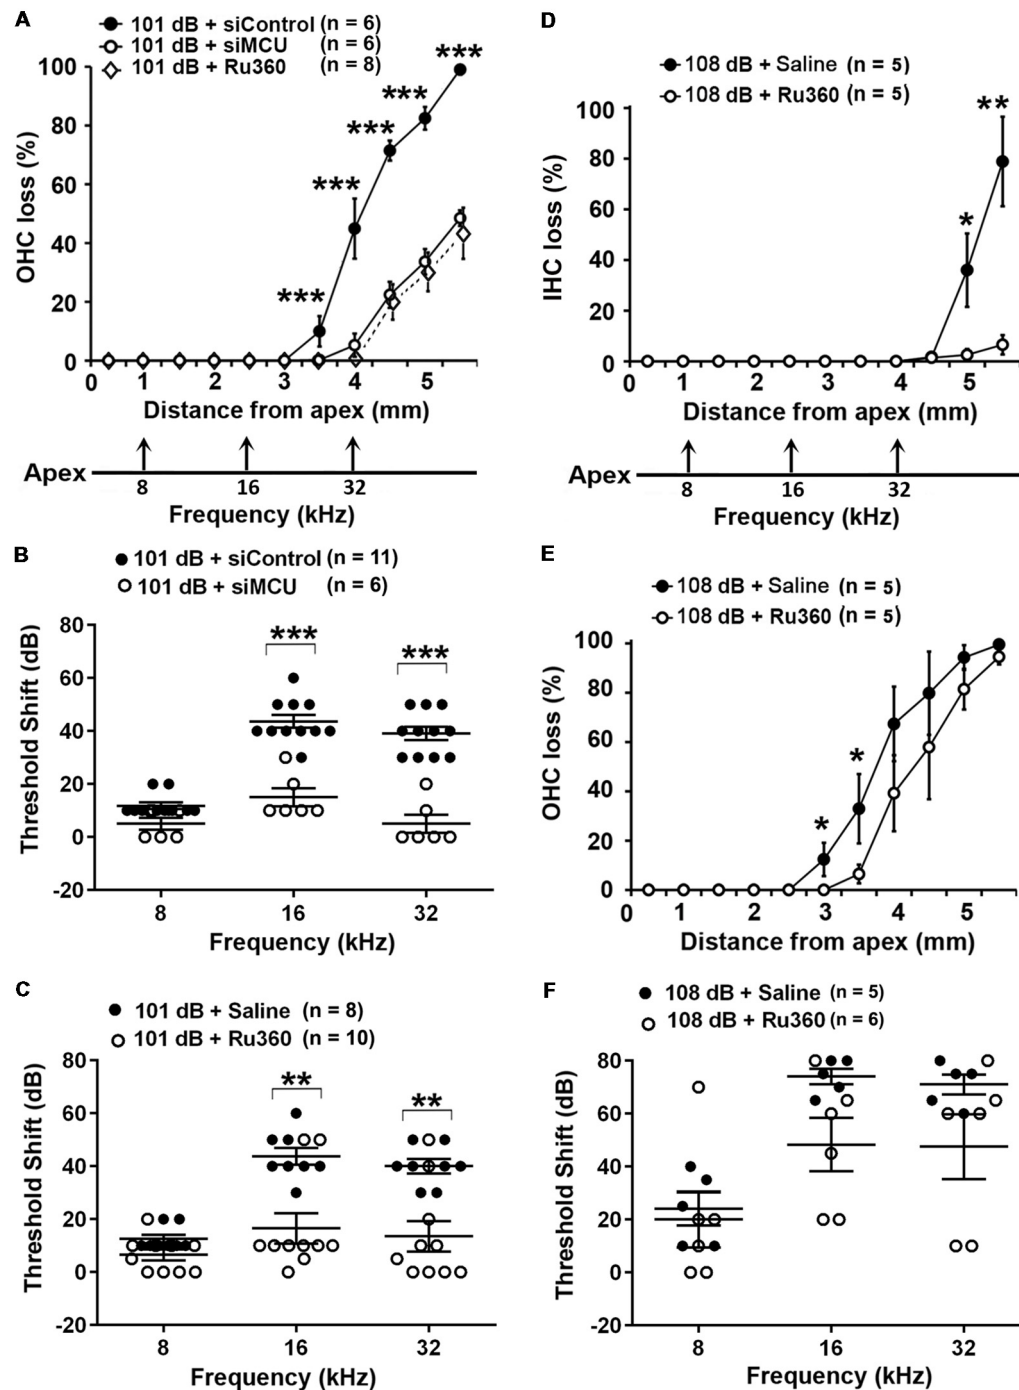 A
101 dB + siControl (n = 6)
101 dB + siMCU (n = 6)
101 dB + Ru360 (n = 8)
***
***
***
***
***
100
80
60
40
20
0
OHC loss (%)
0 1 2 3 4 5
Distance from apex (mm)
Apex
8 16 32
Frequency (kHz)
B
101 dB + siControl (n = 11)
101 dB + siMCU (n = 6)
***
***
80
60
40
20
0
-20
Threshold Shift (dB)
8 16 32
Frequency (kHz)
C
101 dB + Saline (n = 8)
101 dB + Ru360 (n = 10)
**
**
80
60
40
20
0
-20
Threshold Shift (dB)
8 16 32
Frequency (kHz)
D
108 dB + Saline (n = 5)
108 dB + Ru360 (n = 5)
**
*
100
80
60
40
20
0
IHC loss (%)
0 1 2 3 4 5
Distance from apex (mm)
Apex
8 16 32
Frequency (kHz)
E
108 dB + Saline (n = 5)
108 dB + Ru360 (n = 5)
*
*
100
80
60
40
20
0
OHC loss (%)
0 1 2 3 4 5
Distance from apex (mm)
F
108 dB + Saline (n = 5)
108 dB + Ru360 (n = 6)
80
60
40
20
0
-20
Threshold Shift (dB)
8 16 32
Frequency (kHz)